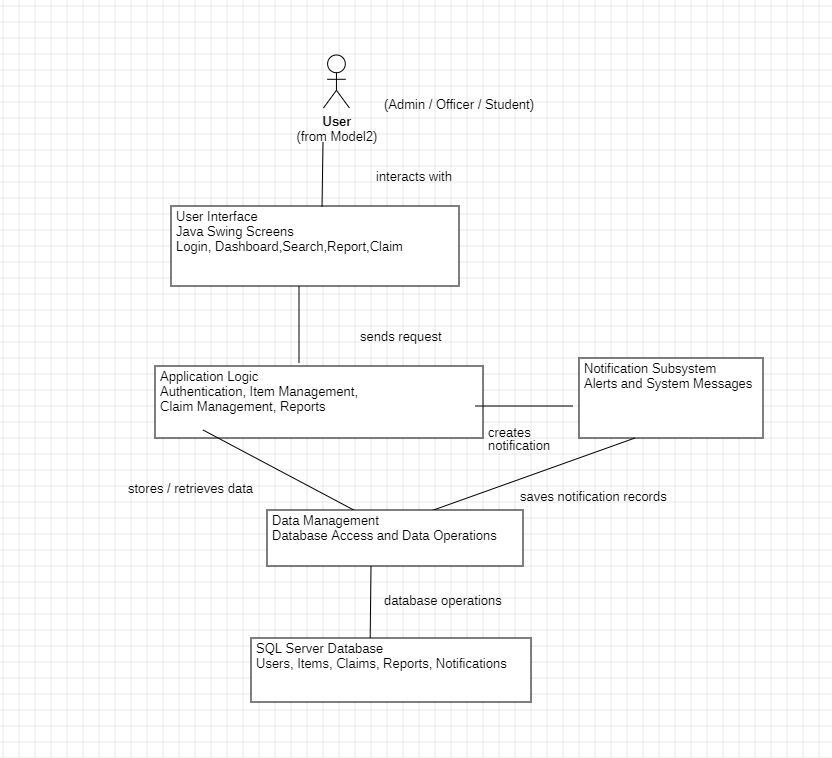 (Admin / Officer / Student)
User
(from Model2)
interacts with
User Interface
Java Swing Screens
Login, Dashboard,Search,Report,Claim
sends request
Application Logic
Authentication, Item Management,
Claim Management, Reports
Notification Subsystem
Alerts and System Messages
creates
notification
stores / retrieves data
saves notification records
Data Management
Database Access and Data Operations
database operations
SQL Server Database
Users, Items, Claims, Reports, Notifications